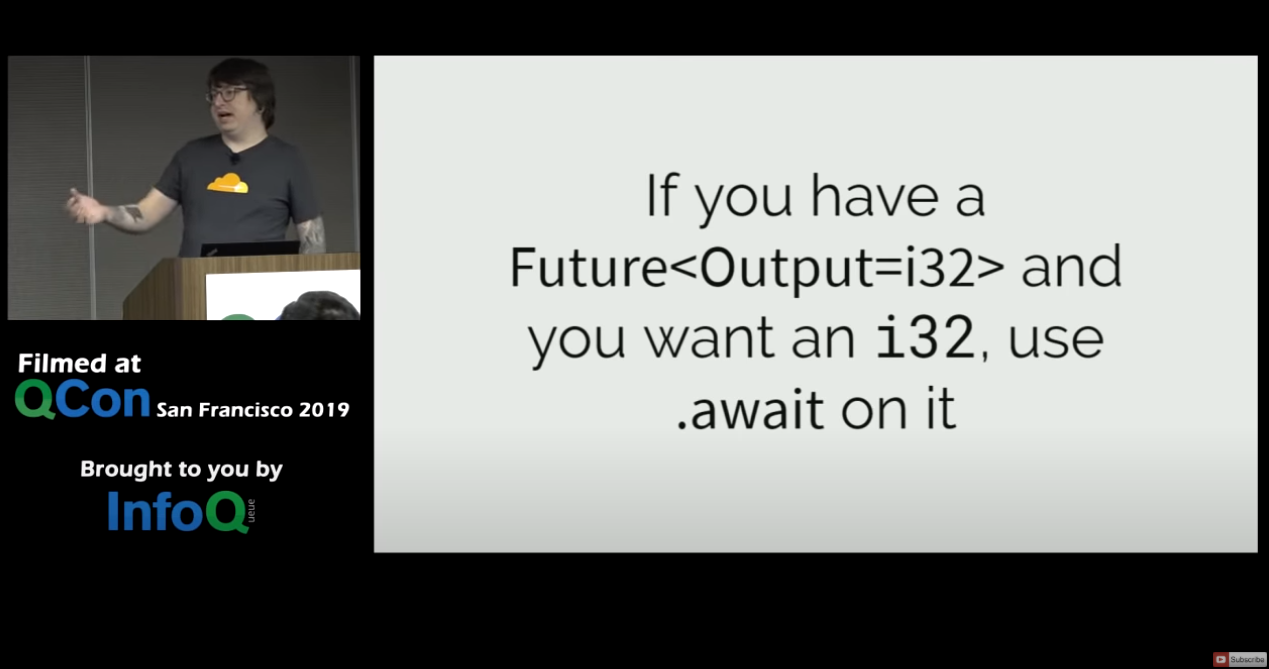 If you have a
Future<Output=i32> and
you want an i32, use
.await on it
Filmed at
QCon San Francisco 2019
Brought to you by
InfoQ
ueue
Subscribe